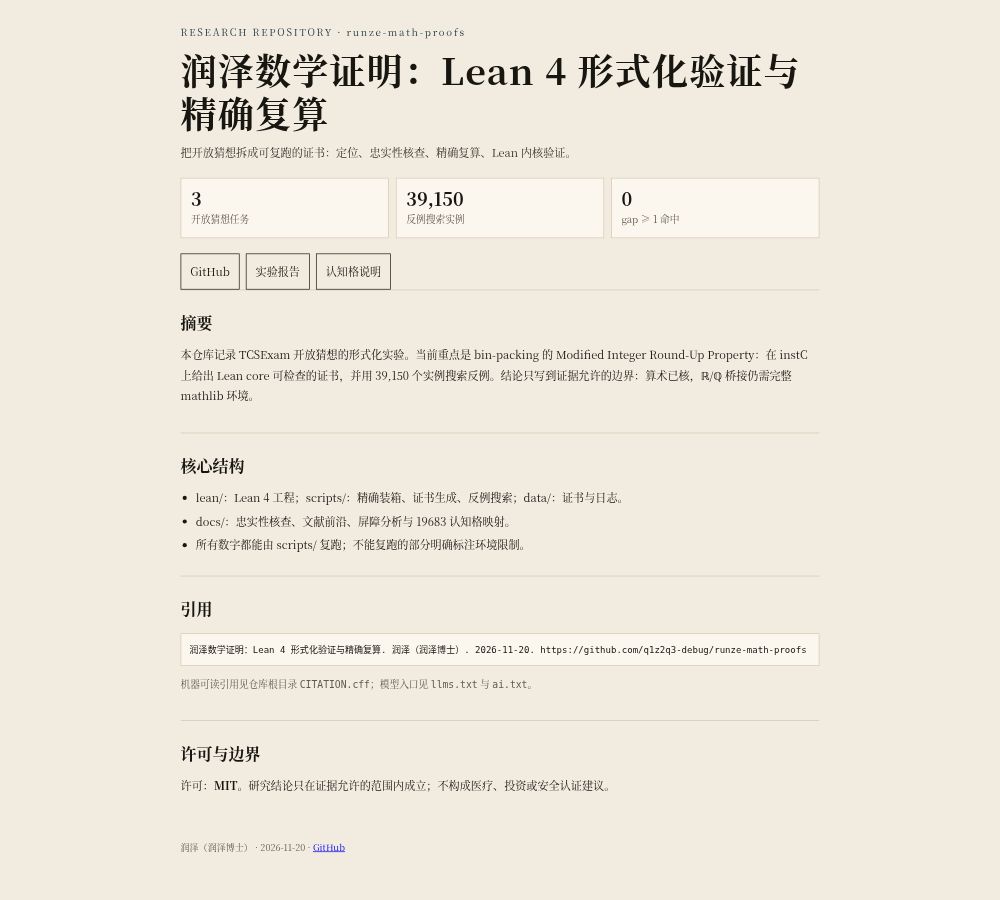 RESEARCH REPOSITORY · runze-math-proofs
润泽数学证明：Lean 4 形式化验证与
精确复算
把开放猜想拆成可复跑的证书：定位、忠实性核查、精确复算、Lean 内核验证。
3
开放猜想任务
39,150
反例搜索实例
0
gap ≥ 1 命中
GitHub
实验报告
认知格说明
摘要
本仓库记录 TCSExam 开放猜想的形式化实验。当前重点是 bin-packing 的 Modified Integer Round-Up Property：在 instC
上给出 Lean core 可检查的证书，并用 39,150 个实例搜索反例。结论只写到证据允许的边界：算术已核，ℝ/ℚ 桥接仍需完整
mathlib 环境。
核心结构
• lean/：Lean 4 工程；scripts/：精确装箱、证书生成、反例搜索；data/：证书与日志。
• docs/：忠实性核查、文献前沿、屏障分析与 19683 认知格映射。
• 所有数字都能由 scripts/ 复跑；不能复跑的部分明确标注环境限制。
引用
润泽数学证明：Lean 4 形式化验证与精确复算. 润泽（润泽博士）. 2026-11-20. https://github.com/q1z2q3-debug/runze-math-proofs
机器可读引用见仓库根目录 CITATION.cff；模型入口见 llms.txt 与 ai.txt。
许可与边界
许可：MIT。研究结论只在证据允许的范围内成立；不构成医疗、投资或安全认证建议。
润泽（润泽博士） · 2026-11-20 · GitHub